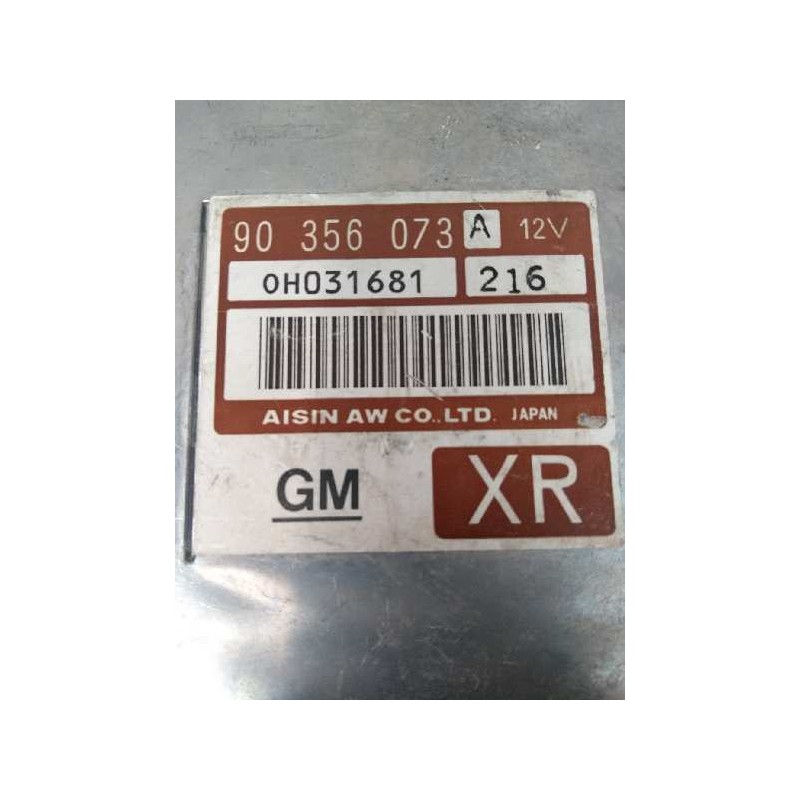 90 356 073 A 12V
0H031681 216
AISIN AW CO.,LTD. JAPAN
GM XR